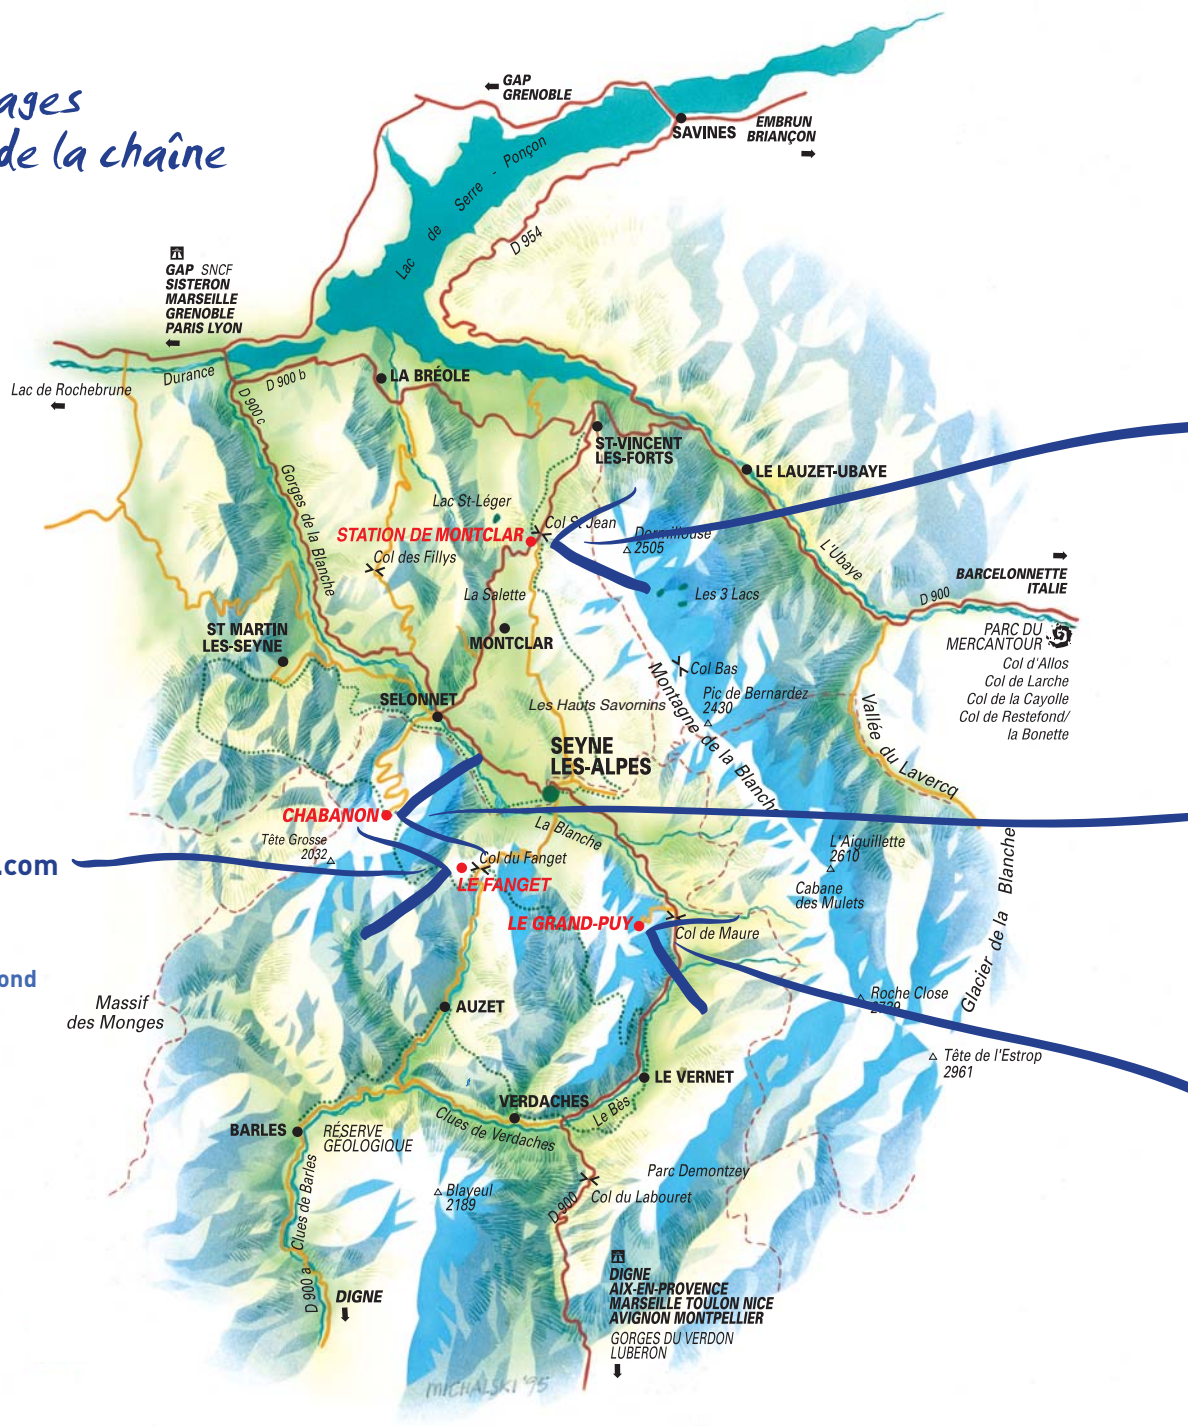 ages
de la chaîne
GAP
GRENOBLE
SAVINES
EMBRUN
BRIANÇON
Lac de Serre - Ponçon
D 954
GAP SNCF
SISTERON
MARSEILLE
GRENOBLE
PARIS LYON
Durance
Lac de Rochebrune
D 900 b
D 900 c
LA BRÉOLE
ST-VINCENT
LES-FORTS
LE LAUZET-UBAYE
Gorges de la Blanche
Lac St-Léger
Col St Jean
STATION DE MONTCLAR
Dormillouse
2505
Col des Fillys
L'Ubaye
BARCELONNETTE
ITALIE
La Salette
Les 3 Lacs
D 900
ST MARTIN
LES-SEYNE
MONTCLAR
PARC DU
MERCANTOUR
Col d'Allos
Col de Larche
Col de la Cayolle
Col de Restefond/
la Bonette
Col Bas
Montagne de la Blanche
Pic de Bernardez
2430
SELONNET
Les Hauts Savornins
Vallée du Lavercq
SEYNE
LES-ALPES
CHABANON
La Blanche
Tête Grosse
2032
L'Aiguillette
2610
.com
Col du Fanget
LE FANGET
Cabane
des Mulets
Glacier de la Blanche
LE GRAND-PUY
Col de Maure
ond
Massif
des Monges
Roche Close
2739
AUZET
Tête de l'Estrop
2961
LE VERNET
VERDACHES
Le Bès
Clues de Verdaches
BARLES
RÉSERVE
GÉOLOGIQUE
Clues de Barles
Parc Demontzey
Blayeul
2189
Col du Labouret
D 900
D 900 a
DIGNE
DIGNE
AIX-EN-PROVENCE
MARSEILLE TOULON NICE
AVIGNON MONTPELLIER
GORGES DU VERDON
LUBERON
MICHALSKI '95